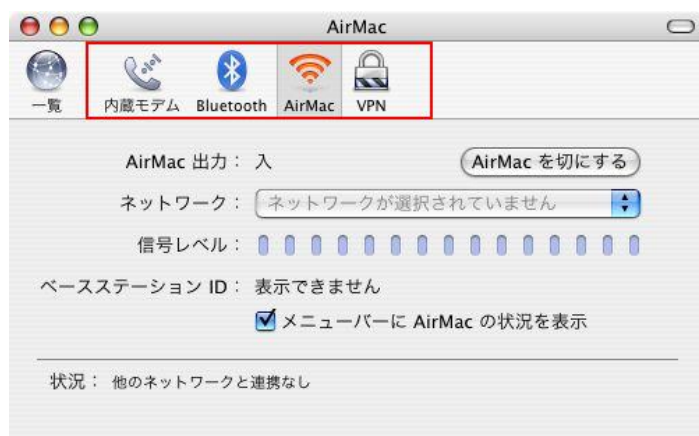 AirMac
一覧 内蔵モデム Bluetooth AirMac VPN
AirMac 出力： 入 AirMac を切にする
ネットワーク： ネットワークが選択されていません
信号レベル：
ベースステーション ID： 表示できません
メニューバーに AirMac の状況を表示
状況： 他のネットワークと連携なし